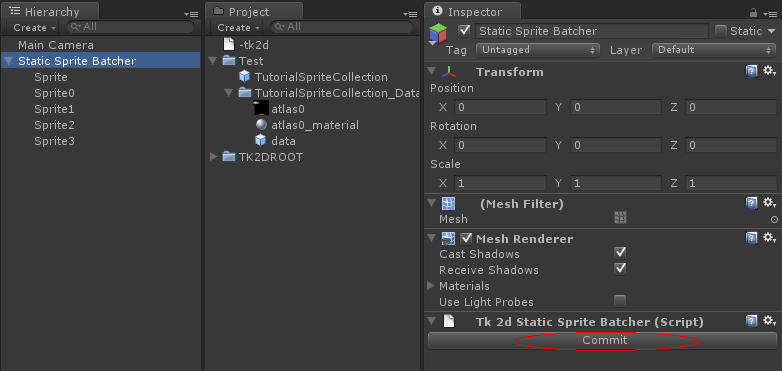 Hierarchy
Create
All
Main Camera
Static Sprite Batcher
Sprite
Sprite0
Sprite1
Sprite2
Sprite3
Project
Create
All
-tk2d
Test
TutorialSpriteCollection
TutorialSpriteCollection_Data
atlas0
atlas0_material
data
TK2DROOT
Inspector
Static Sprite Batcher Static
Tag Untagged Layer Default
Transform
Position
X 0 Y 0 Z 0
Rotation
X 0 Y 0 Z 0
Scale
X 1 Y 1 Z 1
(Mesh Filter)
Mesh
Mesh Renderer
Cast Shadows
Receive Shadows
Materials
Use Light Probes
Tk 2d Static Sprite Batcher (Script)
Commit